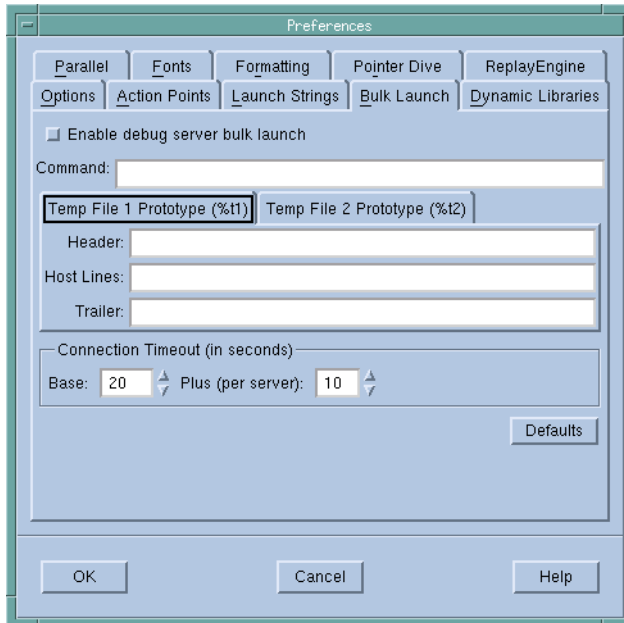 Preferences
Parallel Fonts Formatting Pointer Dive ReplayEngine
Options Action Points Launch Strings Bulk Launch Dynamic Libraries
Enable debug server bulk launch
Command:
Temp File 1 Prototype (%t1) Temp File 2 Prototype (%t2)
Header:
Host Lines:
Trailer:
Connection Timeout (in seconds)
Base: 20 Plus (per server): 10
Defaults
OK Cancel Help